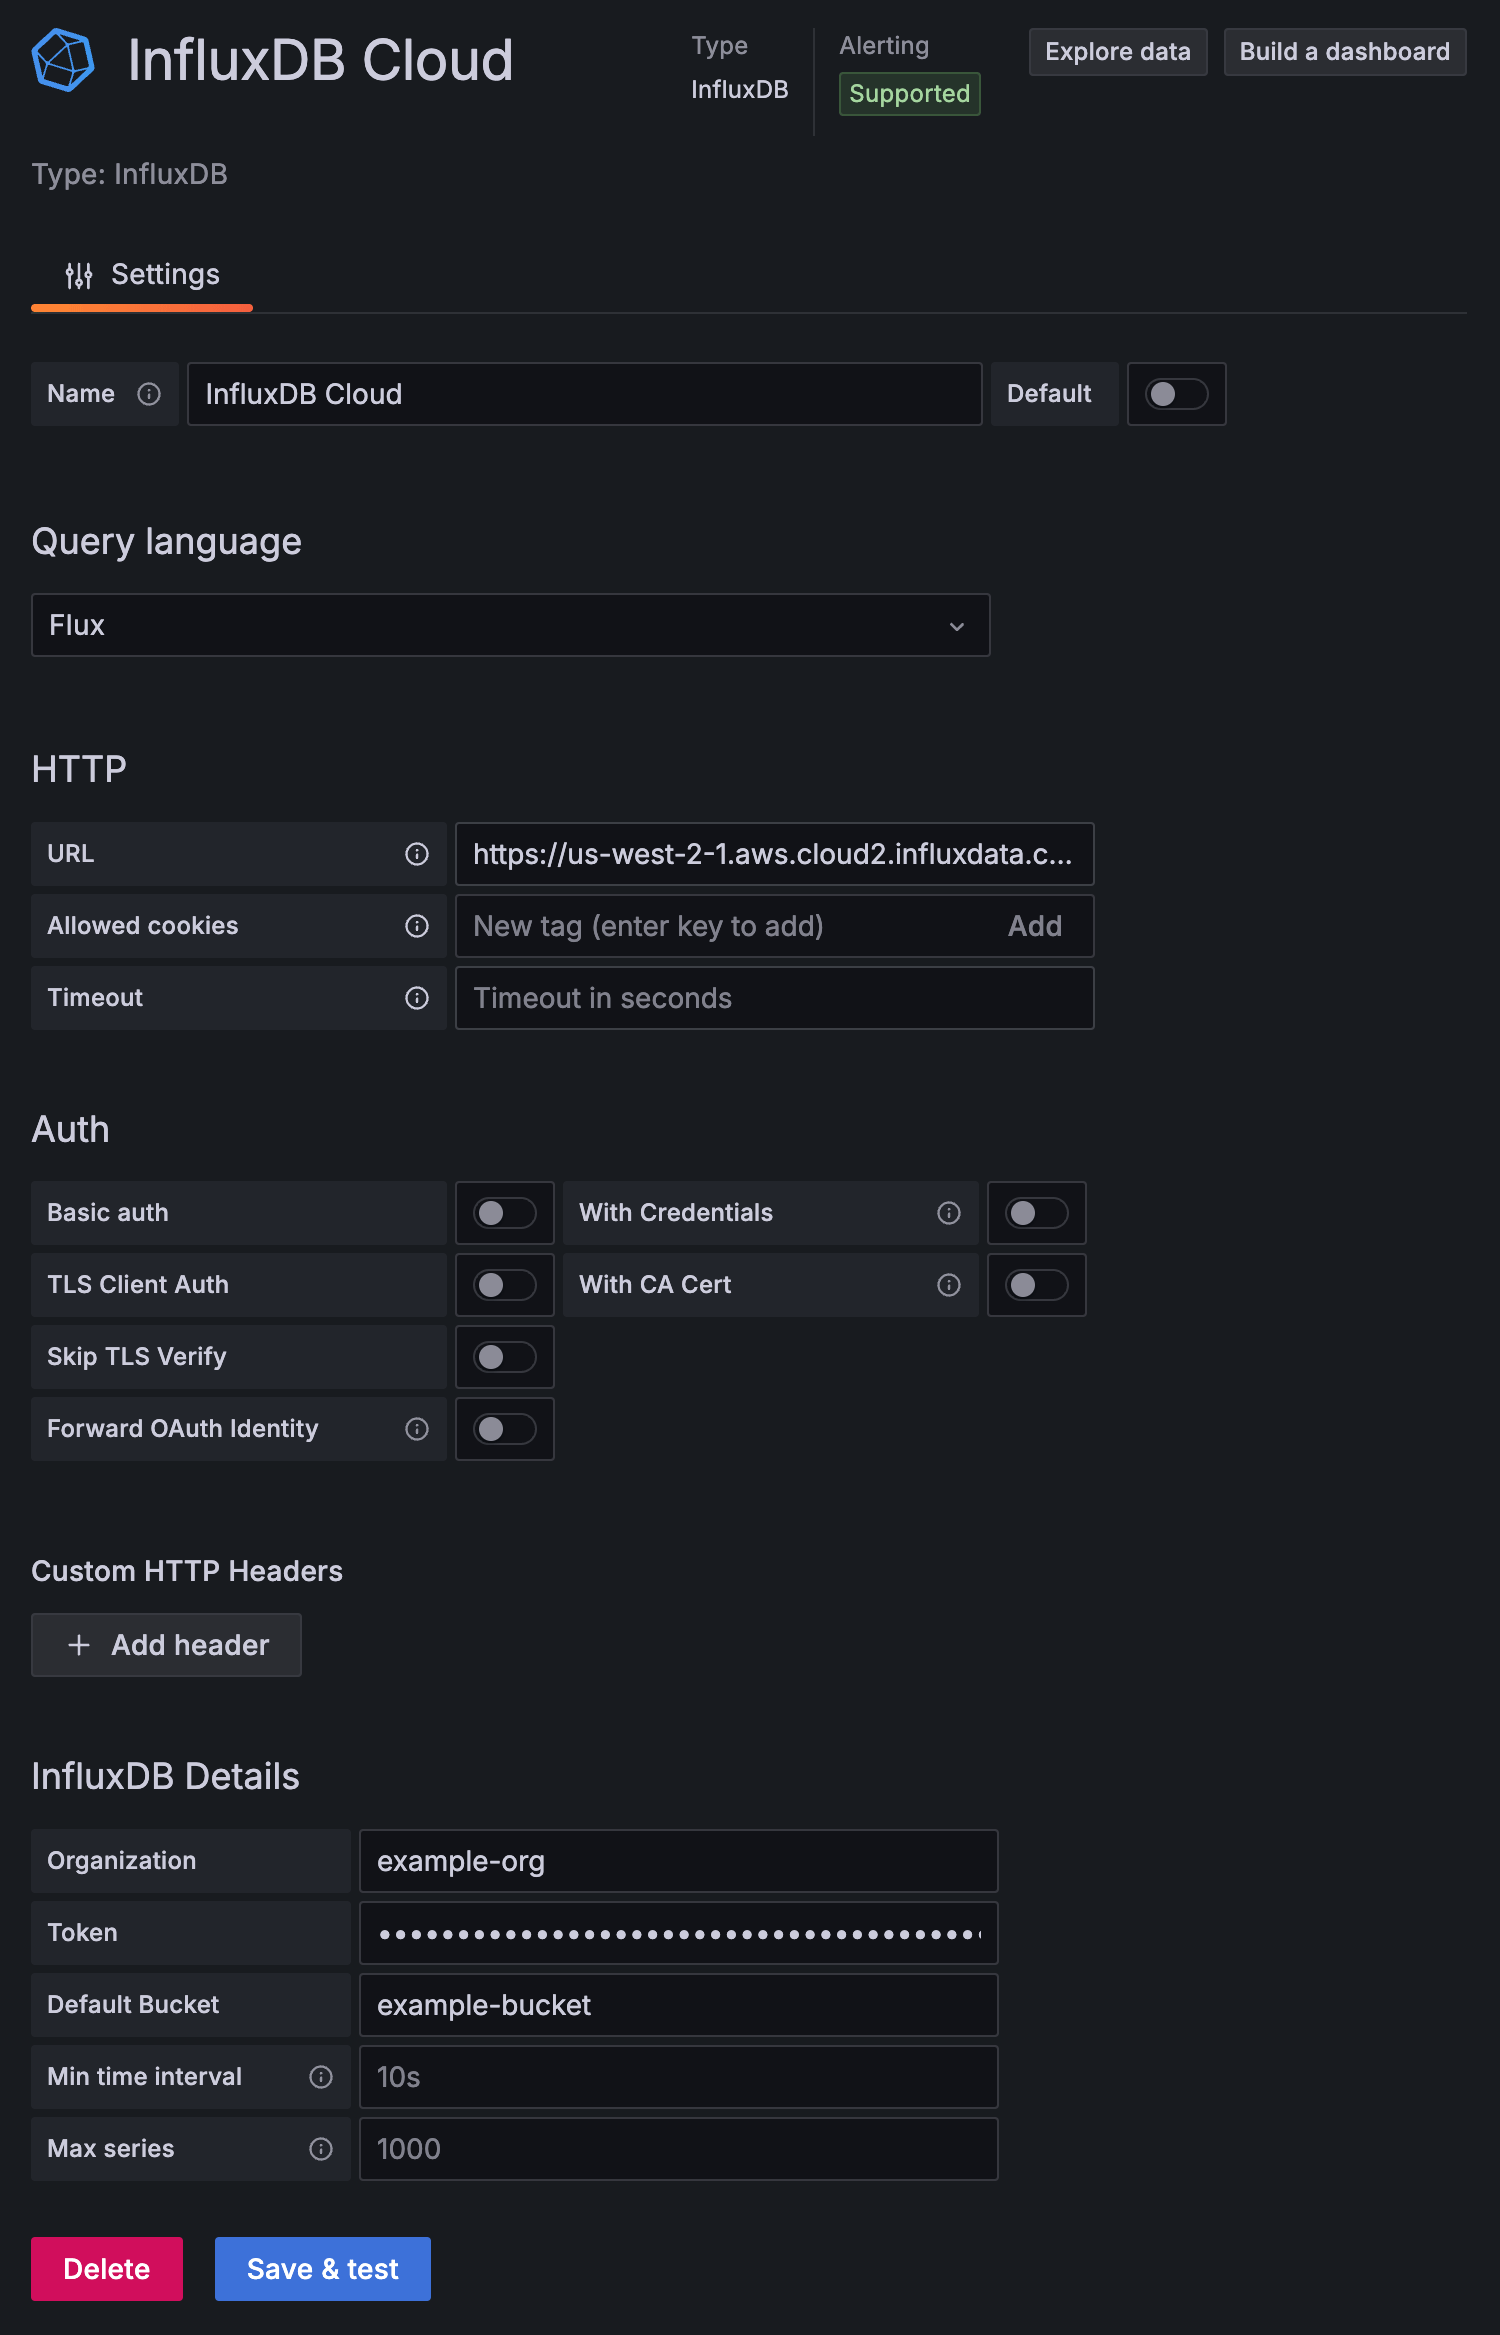 InfluxDB Cloud
Type
InfluxDB
Alerting
Supported
Explore data
Build a dashboard
Type: InfluxDB
Settings
Name
InfluxDB Cloud
Default
Query language
Flux
HTTP
URL
https://us-west-2-1.aws.cloud2.influxdata.c...
Allowed cookies
New tag (enter key to add)
Add
Timeout
Timeout in seconds
Auth
Basic auth
With Credentials
TLS Client Auth
With CA Cert
Skip TLS Verify
Forward OAuth Identity
Custom HTTP Headers
Add header
InfluxDB Details
Organization
example-org
Token
Default Bucket
example-bucket
Min time interval
10s
Max series
1000
Delete
Save & test